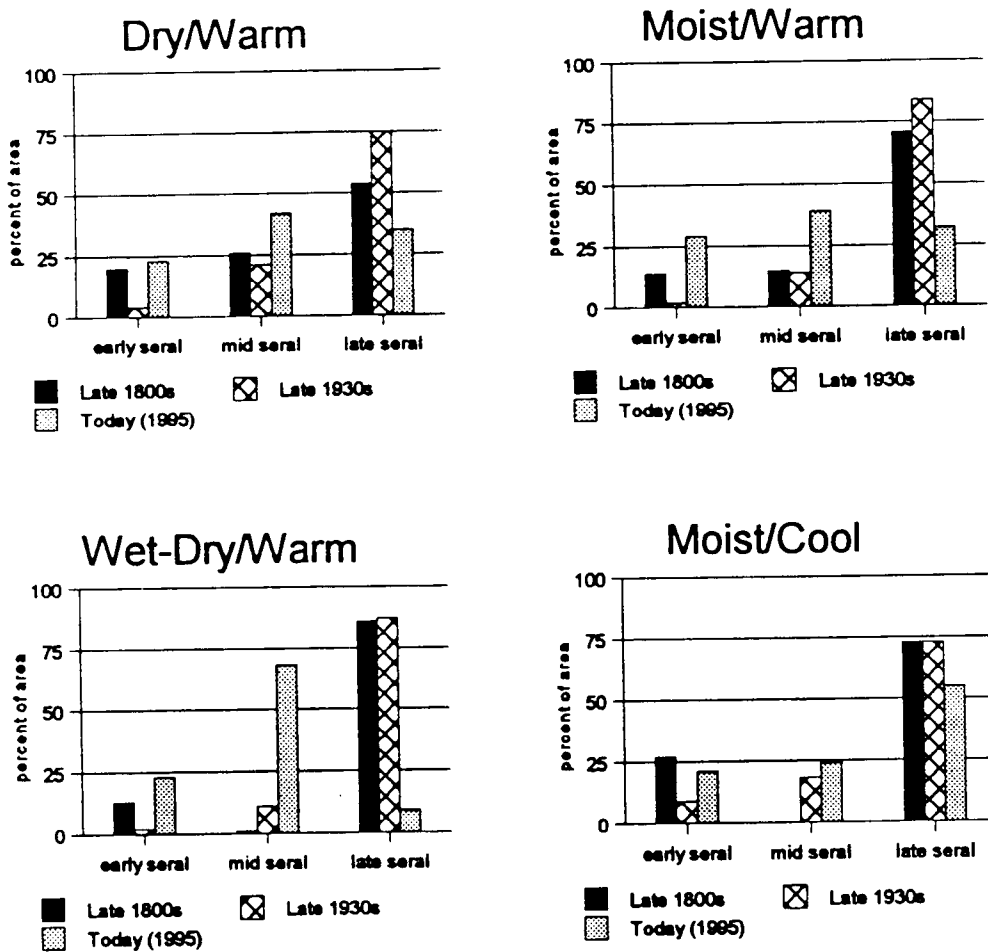 Dry/Warm
100
75
50
25
0
percent of area
early seral mid seral late seral
Late 1800s Late 1930s
Today (1995)
Moist/Warm
100
75
50
25
0
percent of area
early seral mid seral late seral
Late 1800s Late 1930s
Today (1995)
Wet-Dry/Warm
100
75
50
25
0
percent of area
early seral mid seral late seral
Late 1800s Late 1930s
Today (1995)
Moist/Cool
100
75
50
25
0
percent of area
early seral mid seral late seral
Late 1800s Late 1930s
Today (1995)